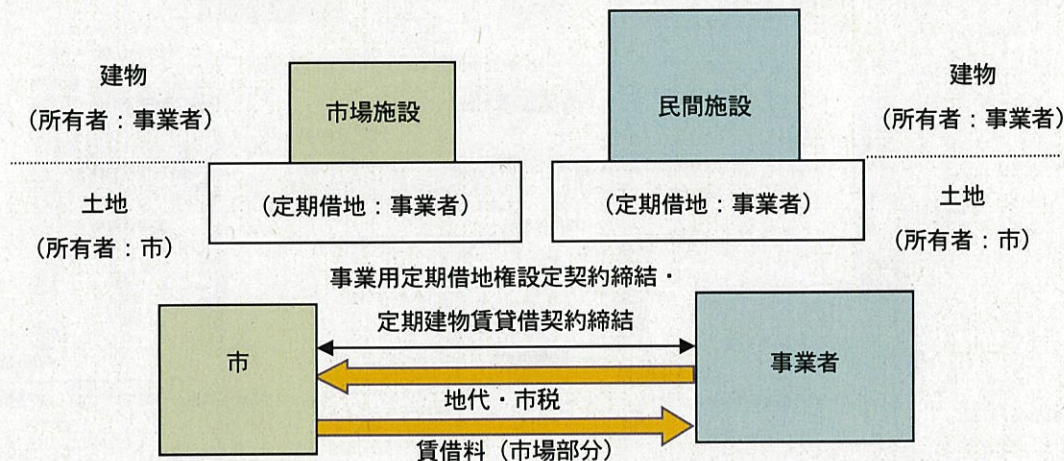 建物
(所有者：事業者)
市場施設
民間施設
建物
(所有者：事業者)
土地
(所有者：市)
(定期借地：事業者)
(定期借地：事業者)
土地
(所有者：市)
事業用定期借地権設定契約締結・
定期建物賃貸借契約締結
市
事業者
地代・市税
賃借料（市場部分）